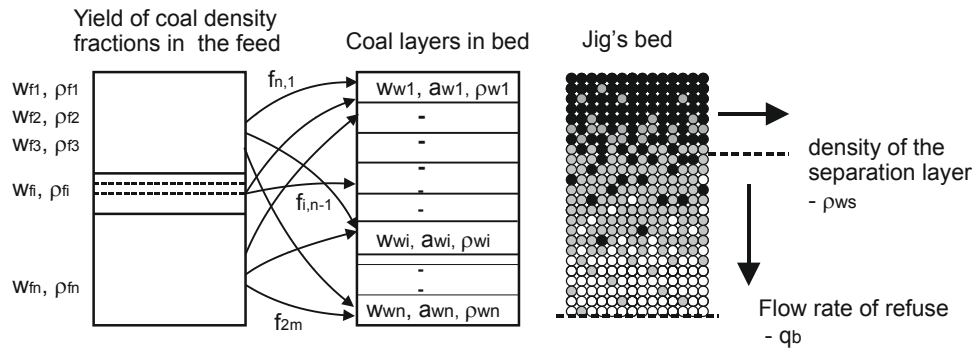 Yield of coal density
fractions in the feed
Coal layers in bed
Jig's bed
wf1, ρf1
wf2, ρf2
wf3, ρf3
wfi, ρfi
wfn, ρfn
fn,1
fi,n-1
f2m
ww1, aw1, ρw1
-
-
-
-
-
wwi, awi, ρwi
-
-
wwn, awn, ρwn
density of the
separation layer
- ρws
Flow rate of refuse
- qb